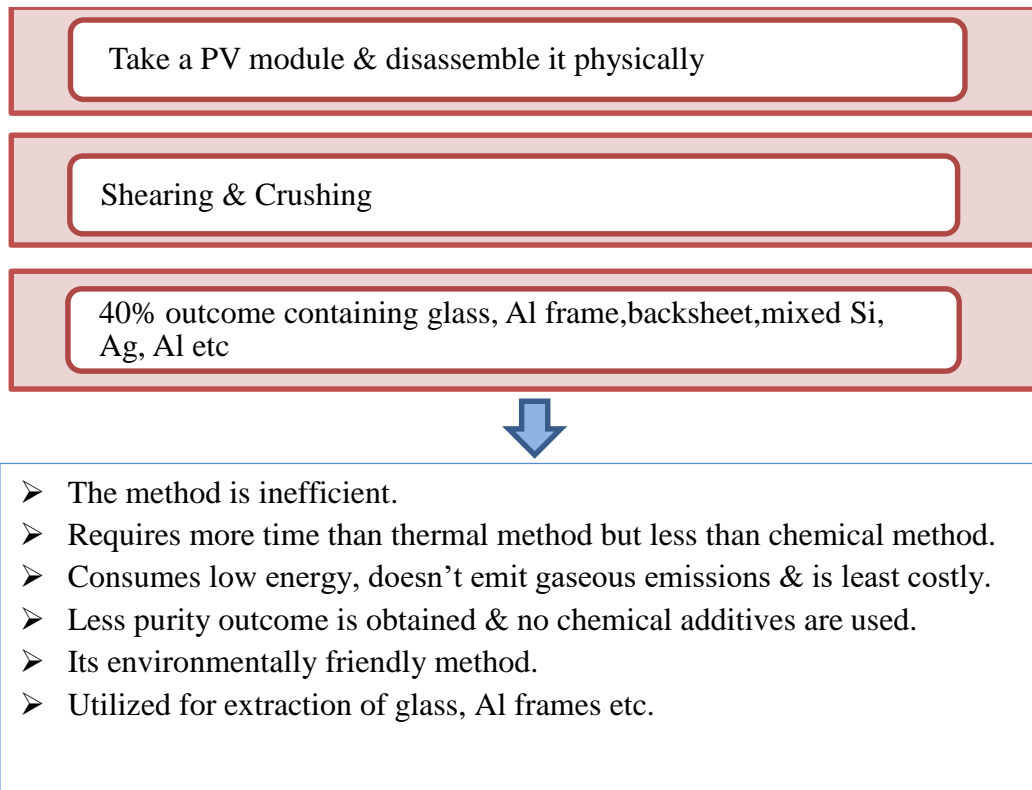 Take a PV module & disassemble it physically
Shearing & Crushing
40% outcome containing glass, Al frame,backsheet,mixed Si,
Ag, Al etc
➢ The method is inefficient.
➢ Requires more time than thermal method but less than chemical method.
➢ Consumes low energy, doesn’t emit gaseous emissions & is least costly.
➢ Less purity outcome is obtained & no chemical additives are used.
➢ Its environmentally friendly method.
➢ Utilized for extraction of glass, Al frames etc.